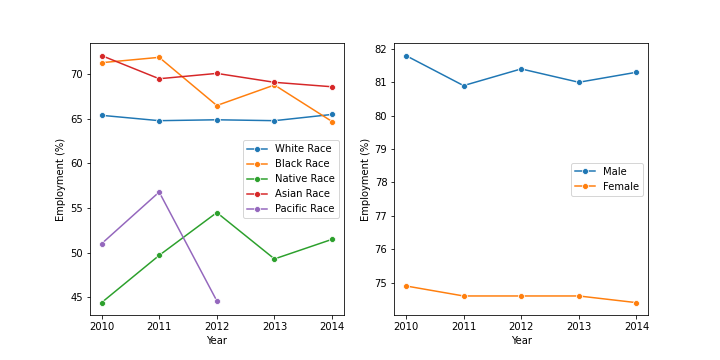 Employment (%)
70
65
60
55
50
45
White Race
Black Race
Native Race
Asian Race
Pacific Race
2010 2011 2012 2013 2014
Year
Employment (%)
82
81
80
79
78
77
76
75
Male
Female
2010 2011 2012 2013 2014
Year